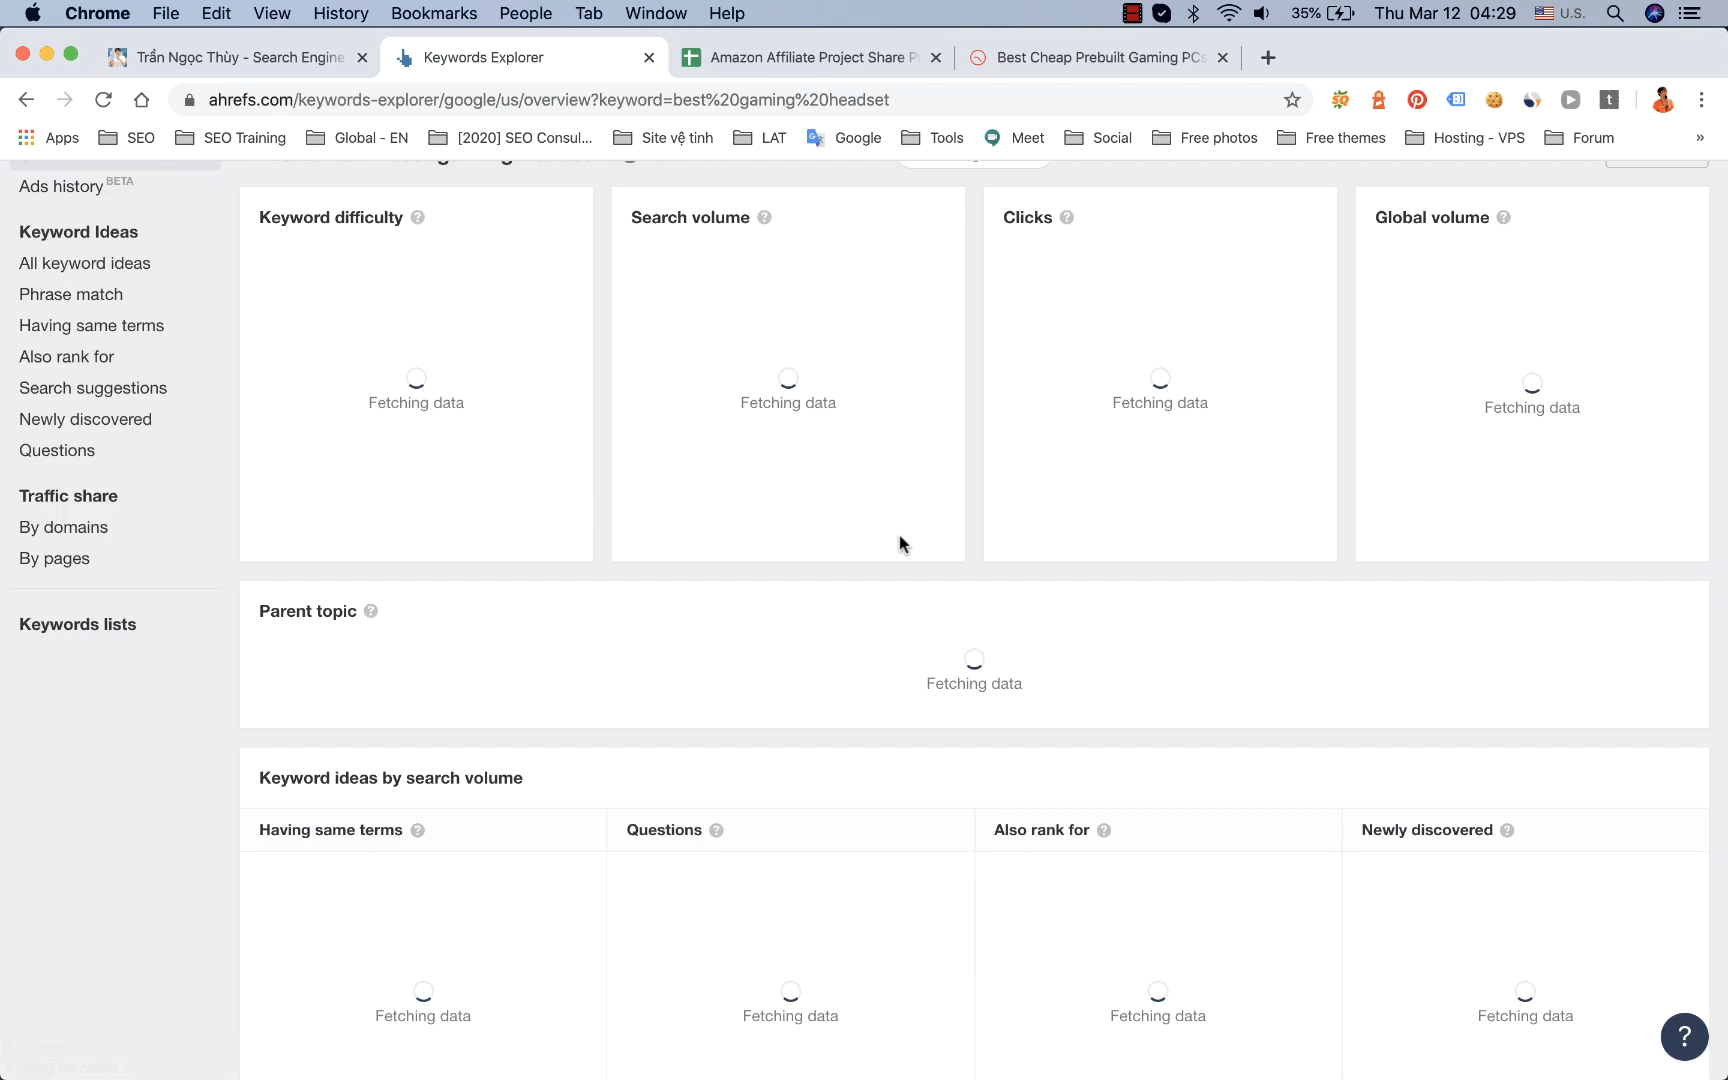 Chrome File Edit View History Bookmarks People Tab Window Help 35% Thu Mar 12 04:29 U.S.
Trần Ngọc Thùy - Search Engine Keywords Explorer Amazon Affiliate Project Share P Best Cheap Prebuilt Gaming PCs
ahrefs.com/keywords-explorer/google/us/overview?keyword=best%20gaming%20headset
Apps SEO SEO Training Global - EN [2020] SEO Consul... Site vệ tinh LAT Google Tools Meet Social Free photos Free themes Hosting - VPS Forum »
Ads history BETA
Keyword Ideas
All keyword ideas
Phrase match
Having same terms
Also rank for
Search suggestions
Newly discovered
Questions
Traffic share
By domains
By pages
Keywords lists
Keyword difficulty ?
Fetching data
Search volume ?
Fetching data
Clicks ?
Fetching data
Global volume ?
Fetching data
Parent topic ?
Fetching data
Keyword ideas by search volume
Having same terms ? Questions ? Also rank for ? Newly discovered ?
Fetching data Fetching data Fetching data Fetching data
?